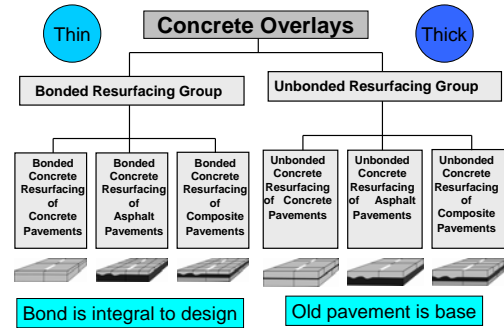 Thin
Concrete Overlays
Thick
Bonded Resurfacing Group
Unbonded Resurfacing Group
Bonded
Concrete
Resurfacing
of
Concrete
Pavements
Bonded
Concrete
Resurfacing
of
Asphalt
Pavements
Bonded
Concrete
Resurfacing
of
Composite
Pavements
Unbonded
Concrete
Resurfacing
of Concrete
Pavements
Unbonded
Concrete
Resurfacing
of Asphalt
Pavements
Unbonded
Concrete
Resurfacing of
Composite
Pavements
Bond is integral to design
Old pavement is base